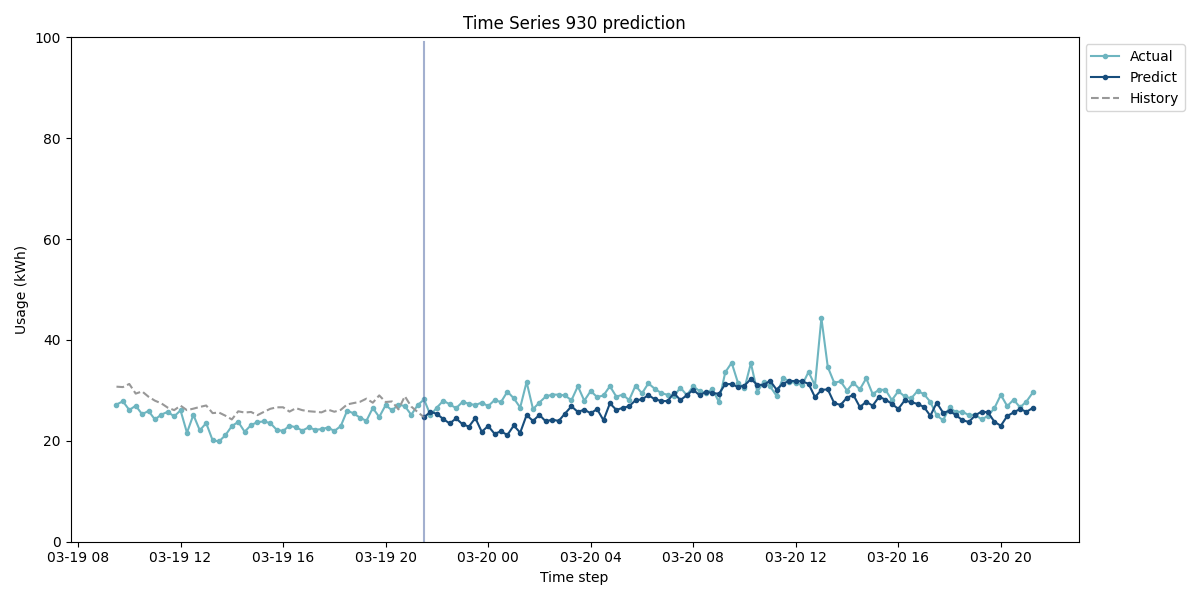 Time Series 930 prediction
100
80
60
40
20
0
Usage (kWh)
03-19 08 03-19 12 03-19 16 03-19 20 03-20 00 03-20 04 03-20 08 03-20 12 03-20 16 03-20 20
Time step
Actual
Predict
History